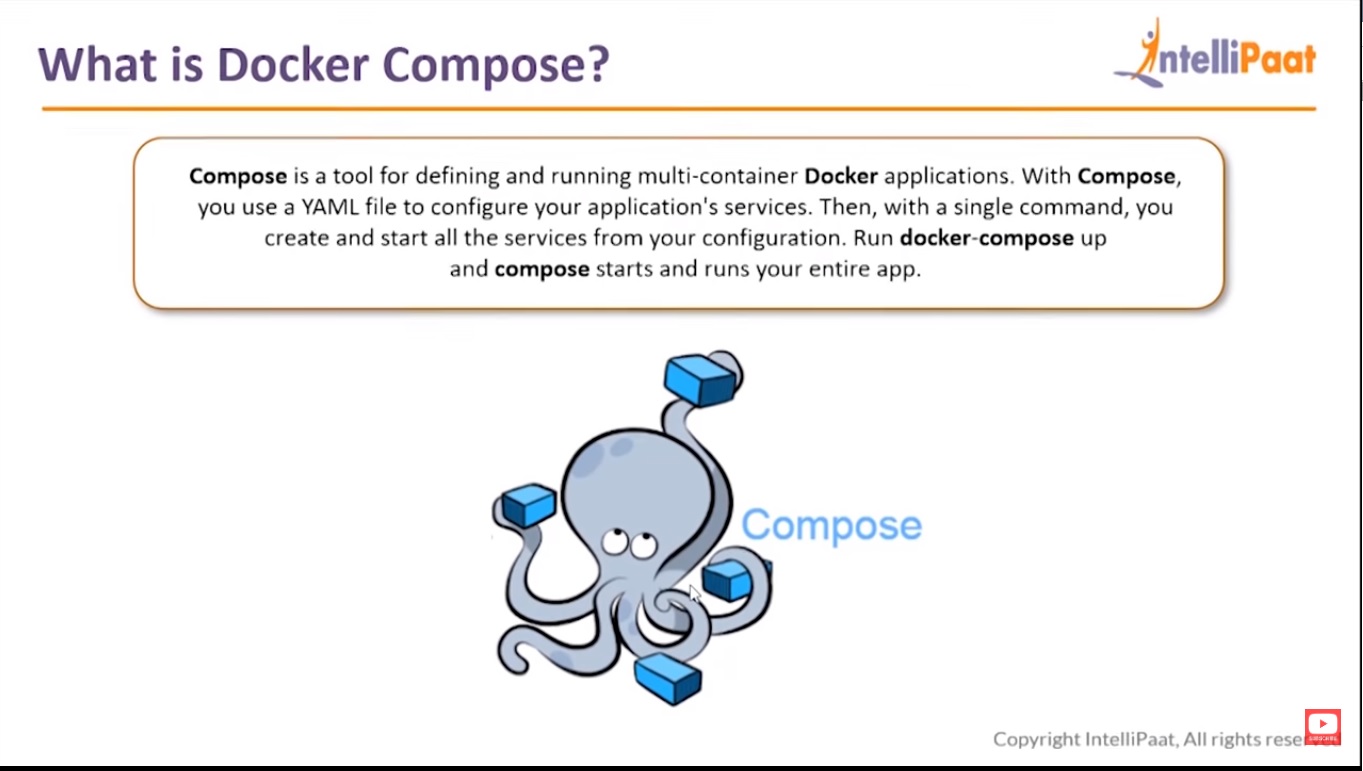 What is Docker Compose?
IntelliPaat
Compose is a tool for defining and running multi-container Docker applications. With Compose,
you use a YAML file to configure your application's services. Then, with a single command, you
create and start all the services from your configuration. Run docker-compose up
and compose starts and runs your entire app.
Compose
Copyright IntelliPaat, All rights rese
SUBSCRIBE